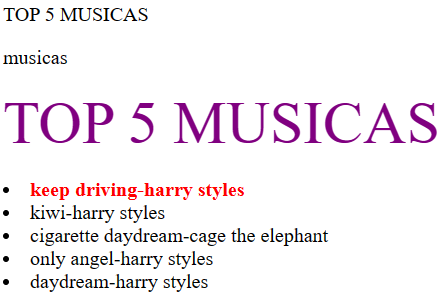 TOP 5 MUSICAS
musicas
TOP 5 MUSICAS
• keep driving-harry styles
• kiwi-harry styles
• cigarette daydream-cage the elephant
• only angel-harry styles
• daydream-harry styles